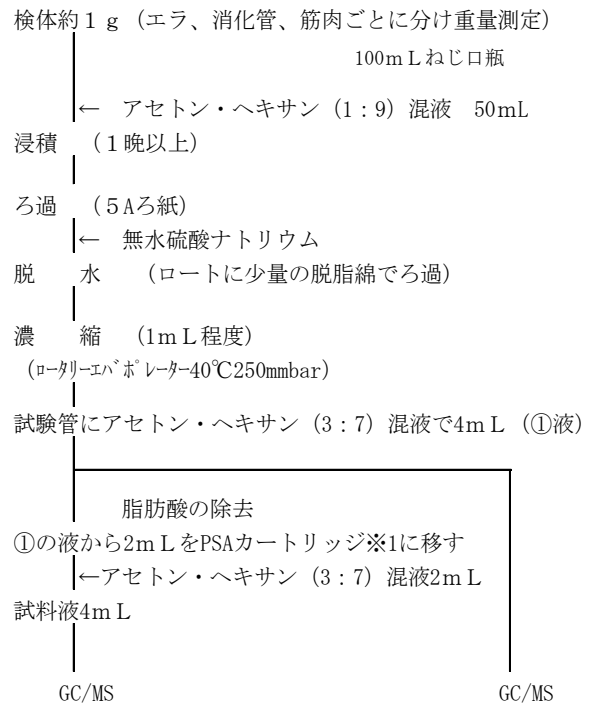 検体約１ｇ（エラ、消化管、筋肉ごとに分け重量測定）
100ｍＬねじ口瓶
← アセトン・ヘキサン（1：9）混液　50mL
浸積　（１晩以上）
ろ過　（５Aろ紙）
← 無水硫酸ナトリウム
脱　水　（ロートに少量の脱脂綿でろ過）
濃　縮　（1ｍＬ程度）
（ﾛｰﾀﾘｰｴﾊﾞﾎﾟﾚｰﾀｰ40℃250mmbar）
試験管にアセトン・ヘキサン（3：7）混液で4ｍＬ（①液）
脂肪酸の除去
①の液から2ｍＬをPSAカートリッジ※1に移す
←アセトン・ヘキサン（3：7）混液2ｍＬ
試料液4ｍＬ
GC/MS　GC/MS